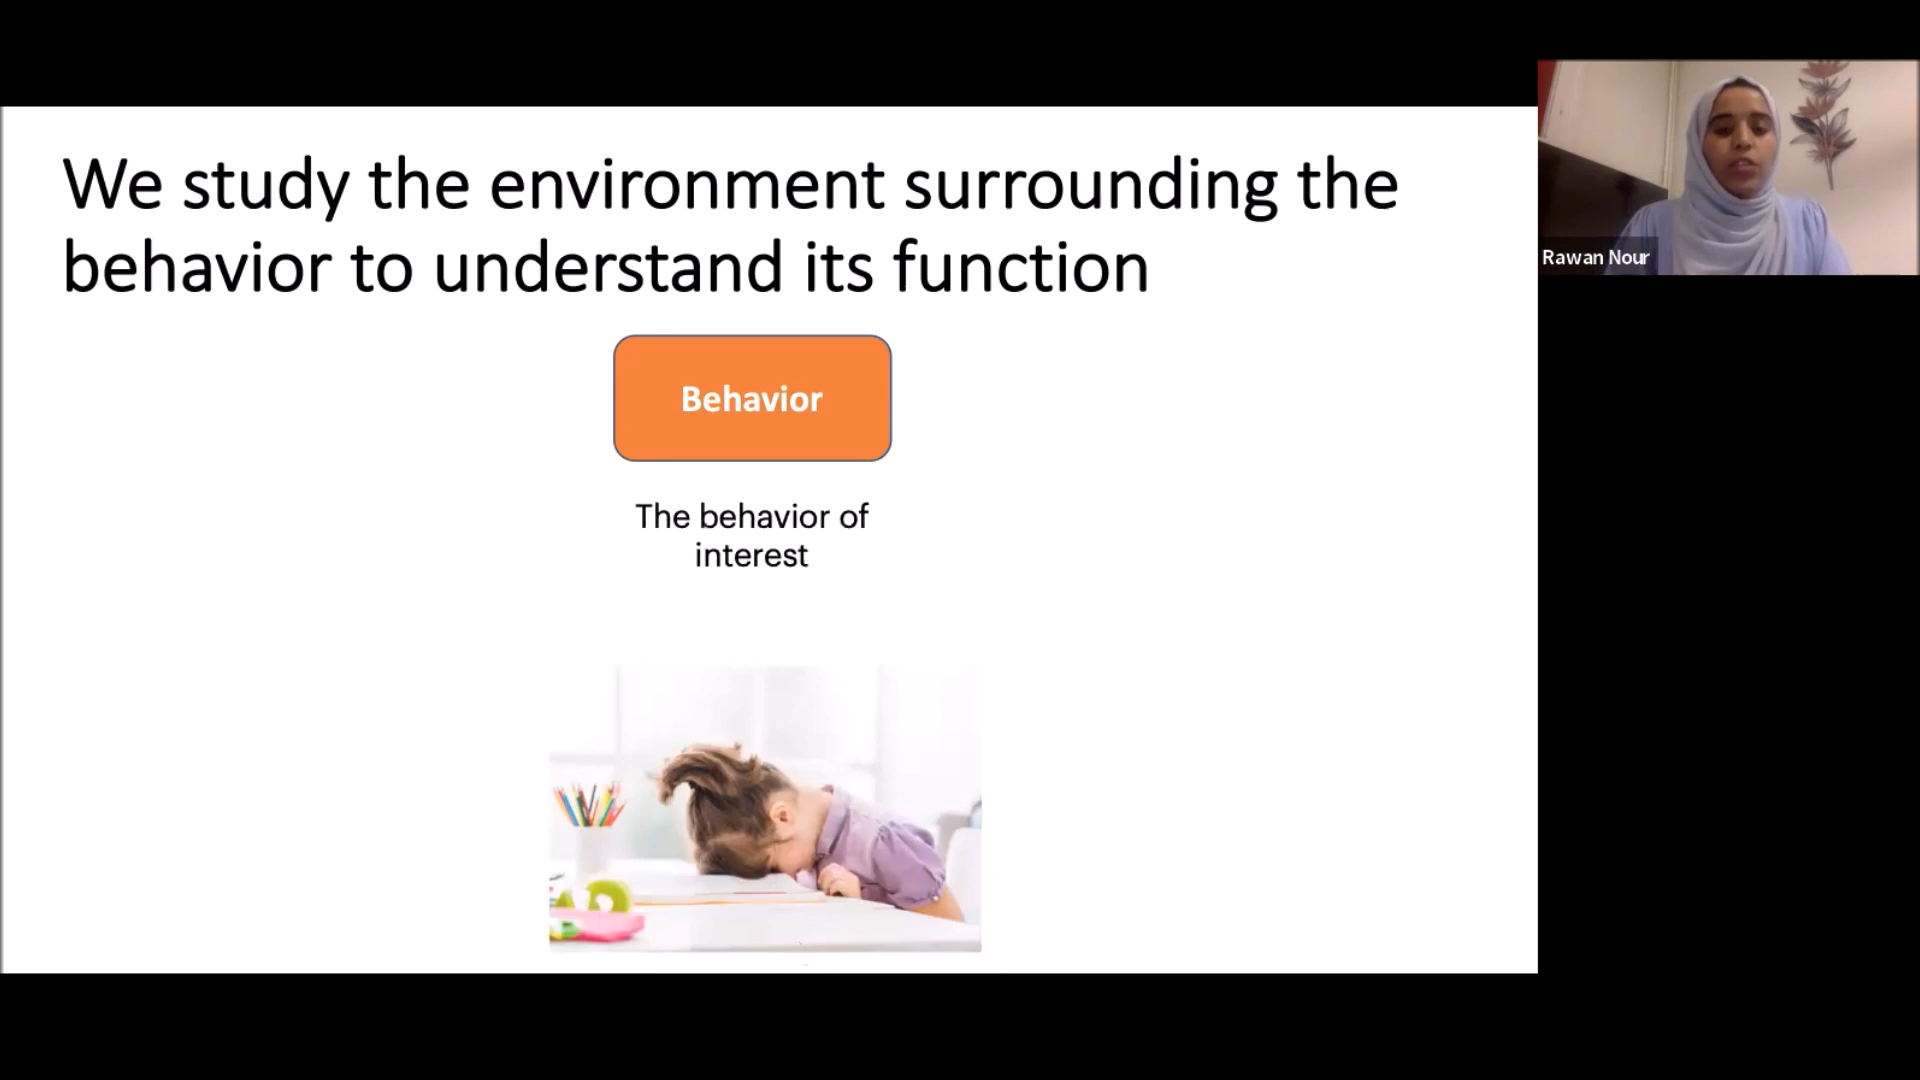 We study the environment surrounding the
behavior to understand its function
Behavior
The behavior of
interest
Rawan Nour